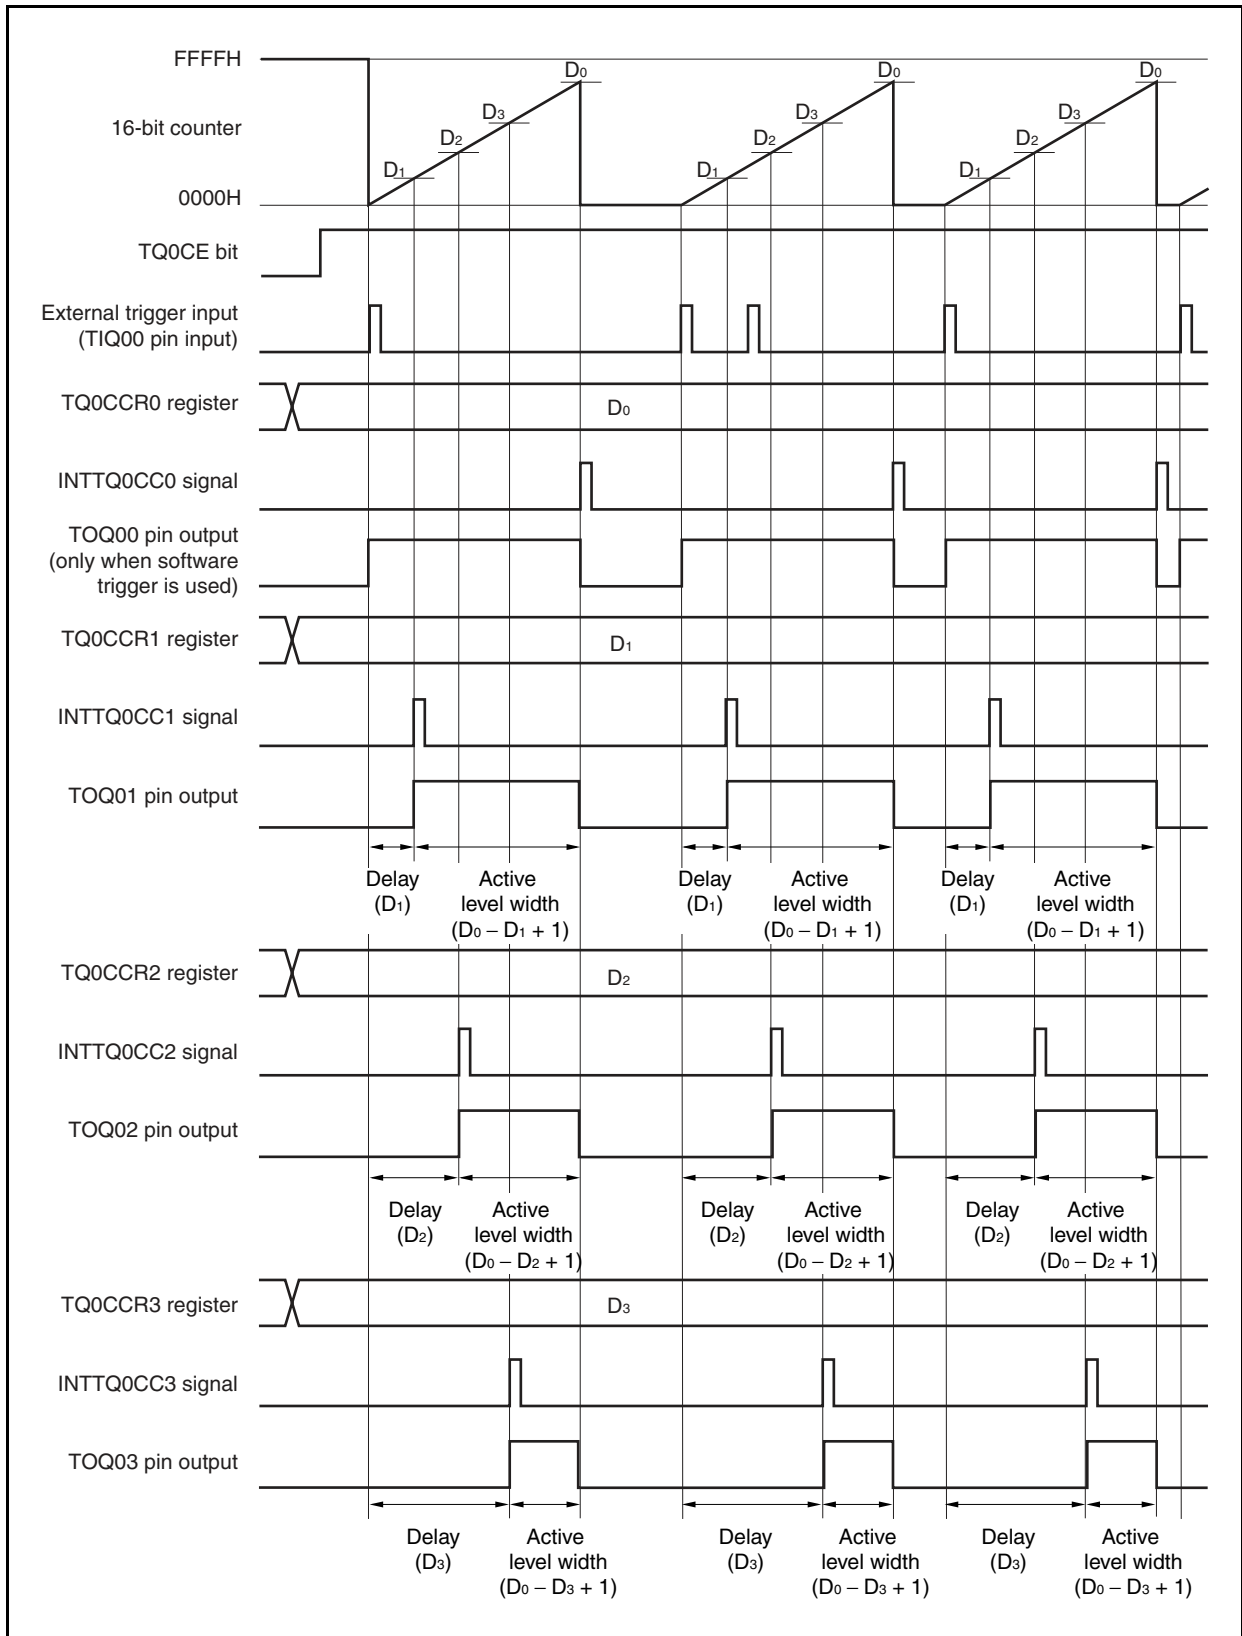 FFFFH
D0 D0 D0
D3 D3 D3
16-bit counter
D2 D2 D2
D1 D1 D1
0000H
TQ0CE bit
External trigger input
(TIQ00 pin input)
TQ0CCR0 register
D0
INTTQ0CC0 signal
TOQ00 pin output
(only when software
trigger is used)
TQ0CCR1 register
D1
INTTQ0CC1 signal
TOQ01 pin output
Delay Active Delay Active Delay Active
(D1) level width (D1) level width (D1) level width
(D0 – D1 + 1) (D0 – D1 + 1) (D0 – D1 + 1)
TQ0CCR2 register
D2
INTTQ0CC2 signal
TOQ02 pin output
Delay Active Delay Active Delay Active
(D2) level width (D2) level width (D2) level width
(D0 – D2 + 1) (D0 – D2 + 1) (D0 – D2 + 1)
TQ0CCR3 register
D3
INTTQ0CC3 signal
TOQ03 pin output
Delay Active Delay Active Delay Active
(D3) level width (D3) level width (D3) level width
(D0 – D3 + 1) (D0 – D3 + 1) (D0 – D3 + 1)